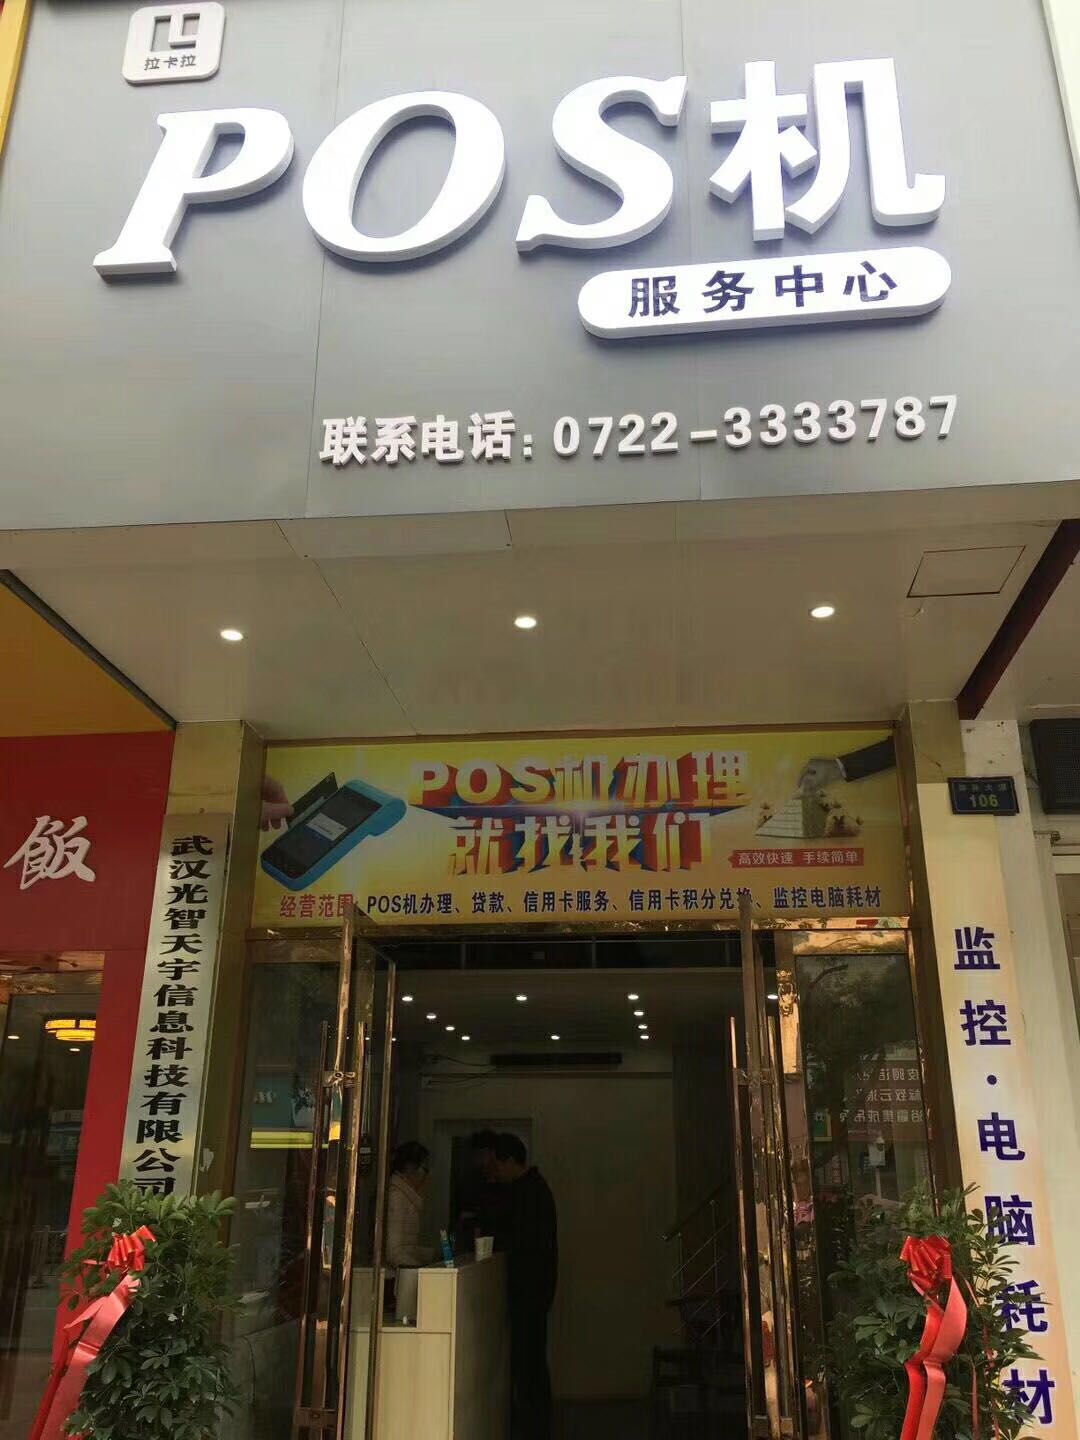 拉卡拉
POS机
服务中心
联系电话: 0722-3333787
POS机办理
就找我们
高效快速 手续简单
经营范围: POS机办理、贷款、信用卡服务、信用卡积分兑换、监控电脑耗材
106
飯
武汉光智天宇信息科技有限公司
监控·电脑耗材